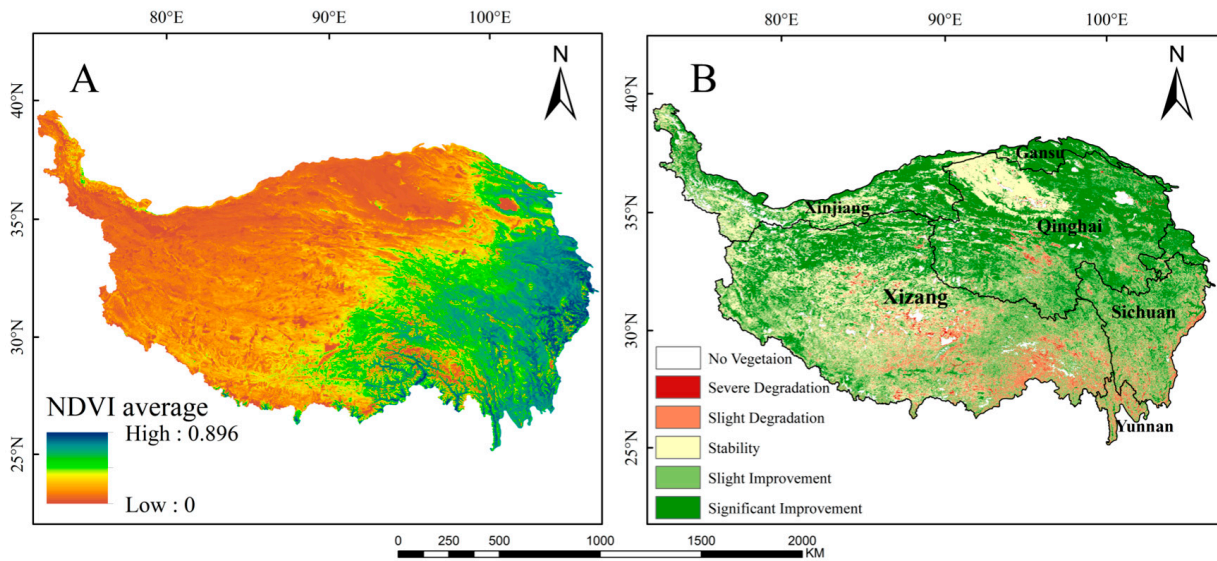 80°E 90°E 100°E
80°E 90°E 100°E
A
N
40°N
35°N
30°N
25°N
NDVI average
High : 0.896
Low : 0
B
N
40°N
35°N
30°N
25°N
Gansu
Xinjiang
Qinghai
Xizang
Sichuan
Yunnan
No Vegetaion
Severe Degradation
Slight Degradation
Stability
Slight Improvement
Significant Improvement
0 250 500 1000 1500 2000
KM